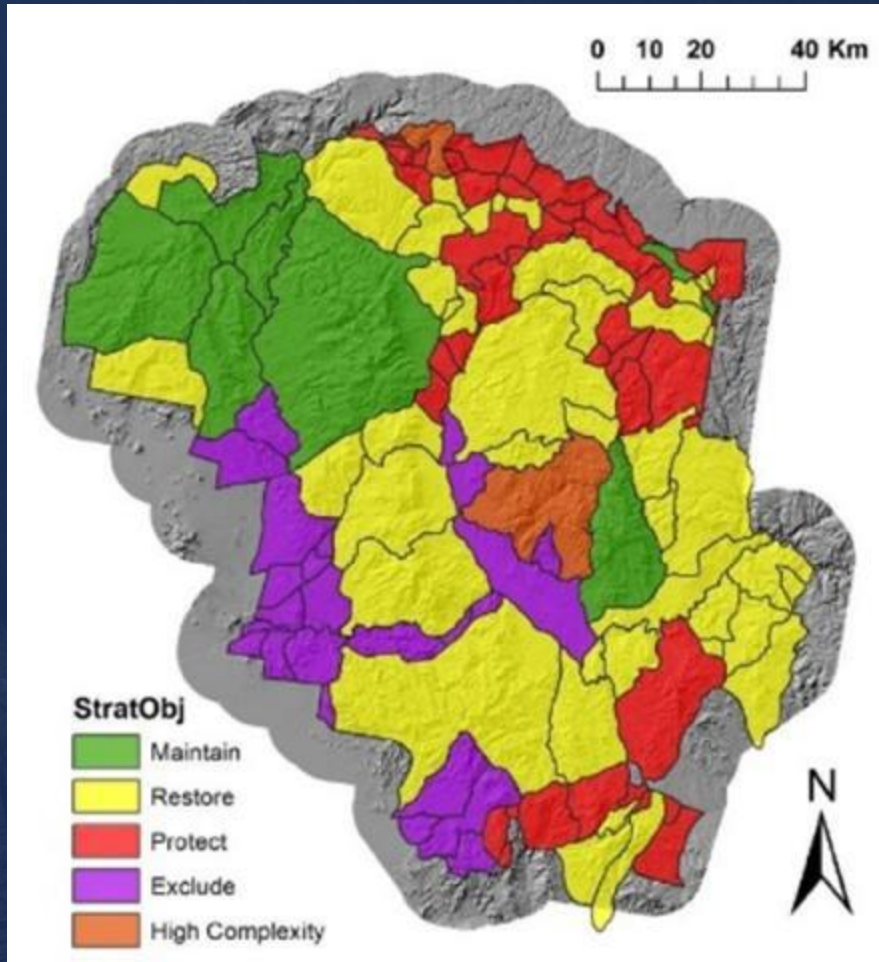 0 10 20 40 Km
StratObj
Maintain
Restore
Protect
Exclude
High Complexity
N